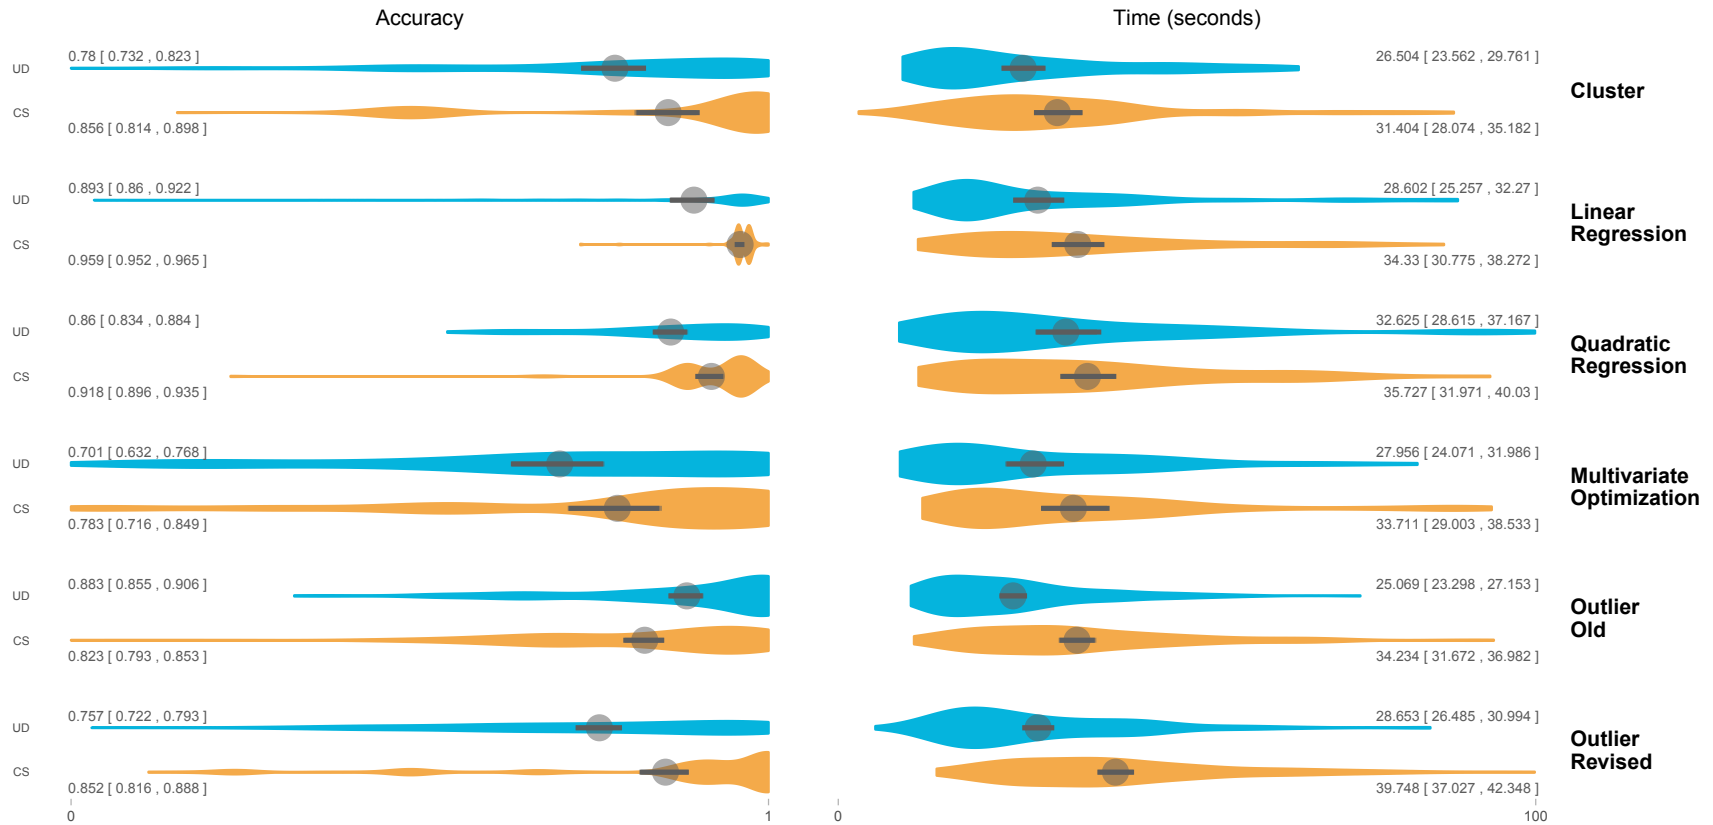 Accuracy
Time (seconds)
0.78 [ 0.732 , 0.823 ]
26.504 [ 23.562 , 29.761 ]
UD
Cluster
CS
0.856 [ 0.814 , 0.898 ]
31.404 [ 28.074 , 35.182 ]
0.893 [ 0.86 , 0.922 ]
28.602 [ 25.257 , 32.27 ]
UD
Linear
Regression
CS
0.959 [ 0.952 , 0.965 ]
34.33 [ 30.775 , 38.272 ]
0.86 [ 0.834 , 0.884 ]
32.625 [ 28.615 , 37.167 ]
UD
Quadratic
Regression
CS
0.918 [ 0.896 , 0.935 ]
35.727 [ 31.971 , 40.03 ]
0.701 [ 0.632 , 0.768 ]
27.956 [ 24.071 , 31.986 ]
UD
Multivariate
Optimization
CS
0.783 [ 0.716 , 0.849 ]
33.711 [ 29.003 , 38.533 ]
0.883 [ 0.855 , 0.906 ]
25.069 [ 23.298 , 27.153 ]
UD
Outlier
Old
CS
0.823 [ 0.793 , 0.853 ]
34.234 [ 31.672 , 36.982 ]
0.757 [ 0.722 , 0.793 ]
28.653 [ 26.485 , 30.994 ]
UD
Outlier
Revised
CS
0.852 [ 0.816 , 0.888 ]
39.748 [ 37.027 , 42.348 ]
0
1
0
100